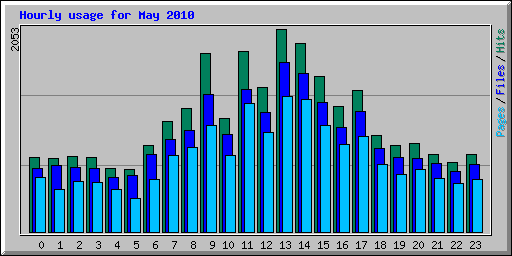 Hourly usage for May 2010
2053
Pages / Files / Hits
0 1 2 3 4 5 6 7 8 9 10 11 12 13 14 15 16 17 18 19 20 21 22 23